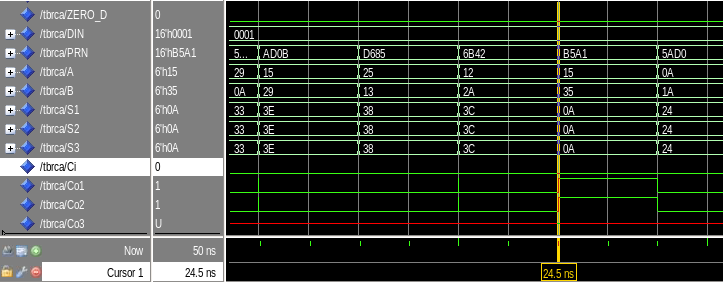 /tbrca/ZERO_D 0
/tbrca/DIN 16'h0001 0001
/tbrca/PRN 16'hB5A1 5... AD0B D685 6B42 B5A1 5AD0
/tbrca/A 6'h15 29 15 25 12 15 0A
/tbrca/B 6'h35 0A 29 13 2A 35 1A
/tbrca/S1 6'h0A 33 3E 38 3C 0A 24
/tbrca/S2 6'h0A 33 3E 38 3C 0A 24
/tbrca/S3 6'h0A 33 3E 38 3C 0A 24
/tbrca/Ci 0
/tbrca/Co1 1
/tbrca/Co2 1
/tbrca/Co3 U
Now 50 ns
Cursor 1 24.5 ns 24.5 ns